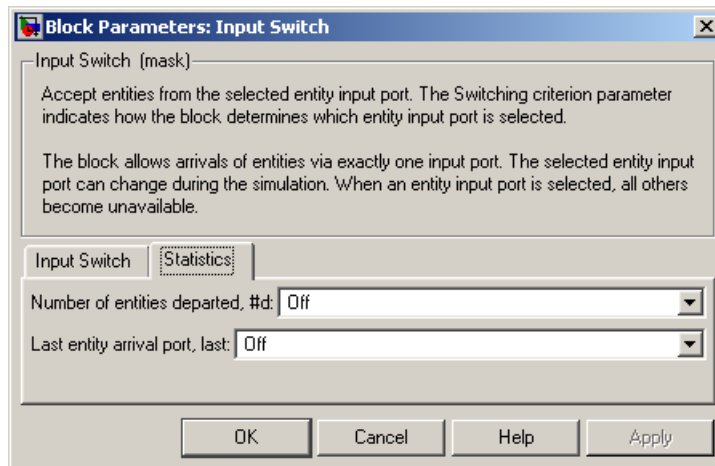 Block Parameters: Input Switch
Input Switch (mask)
Accept entities from the selected entity input port. The Switching criterion parameter
indicates how the block determines which entity input port is selected.
The block allows arrivals of entities via exactly one input port. The selected entity input
port can change during the simulation. When an entity input port is selected, all others
become unavailable.
Input Switch Statistics
Number of entities departed, #d: Off
Last entity arrival port, last: Off
OK Cancel Help Apply